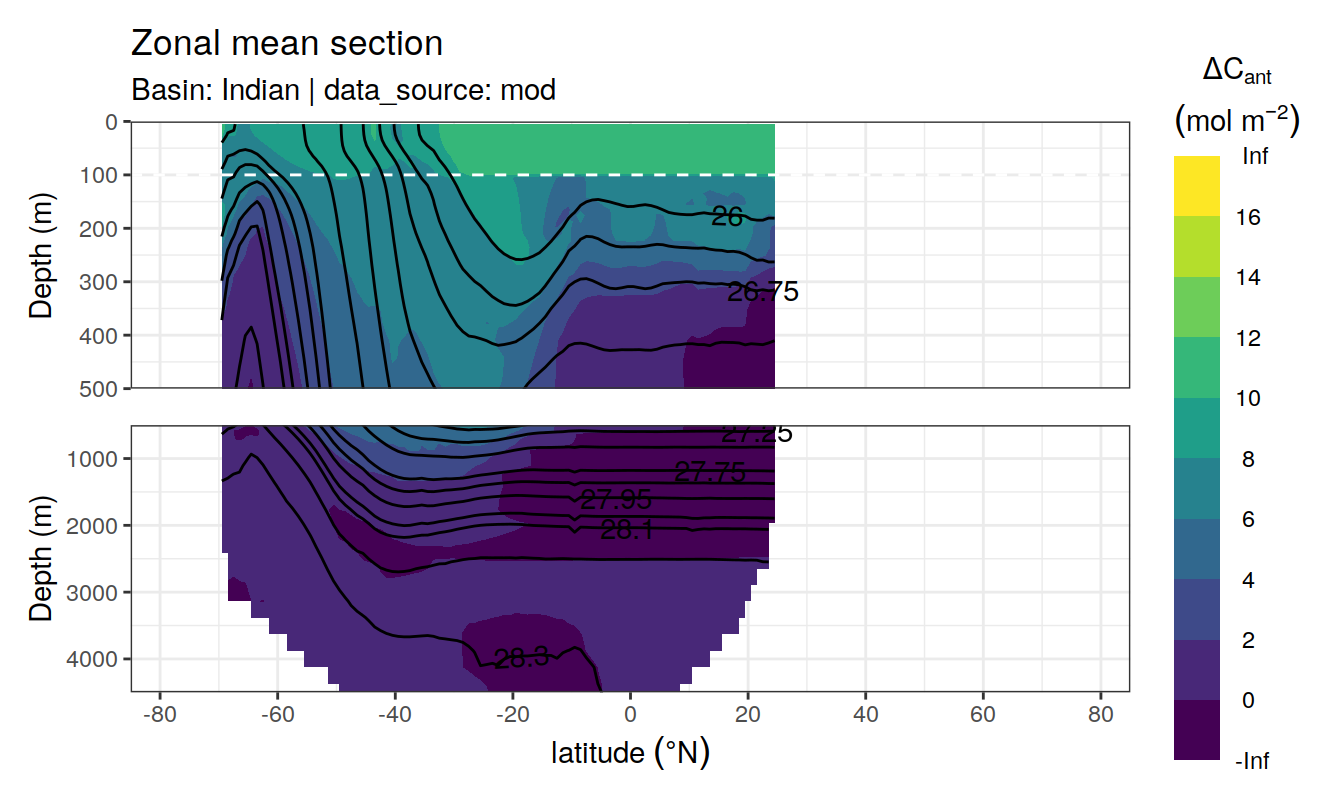 Zonal mean section
Basin: Indian | data_source: mod
ΔCant
(mol m−2)
Inf
16
14
12
10
8
6
4
2
0
-Inf
Depth (m)
0
100
200
300
400
500
26
26.75
Depth (m)
1000
2000
3000
4000
27.25
27.75
27.95
28.1
28.3
-80 -60 -40 -20 0 20 40 60 80
latitude (°N)